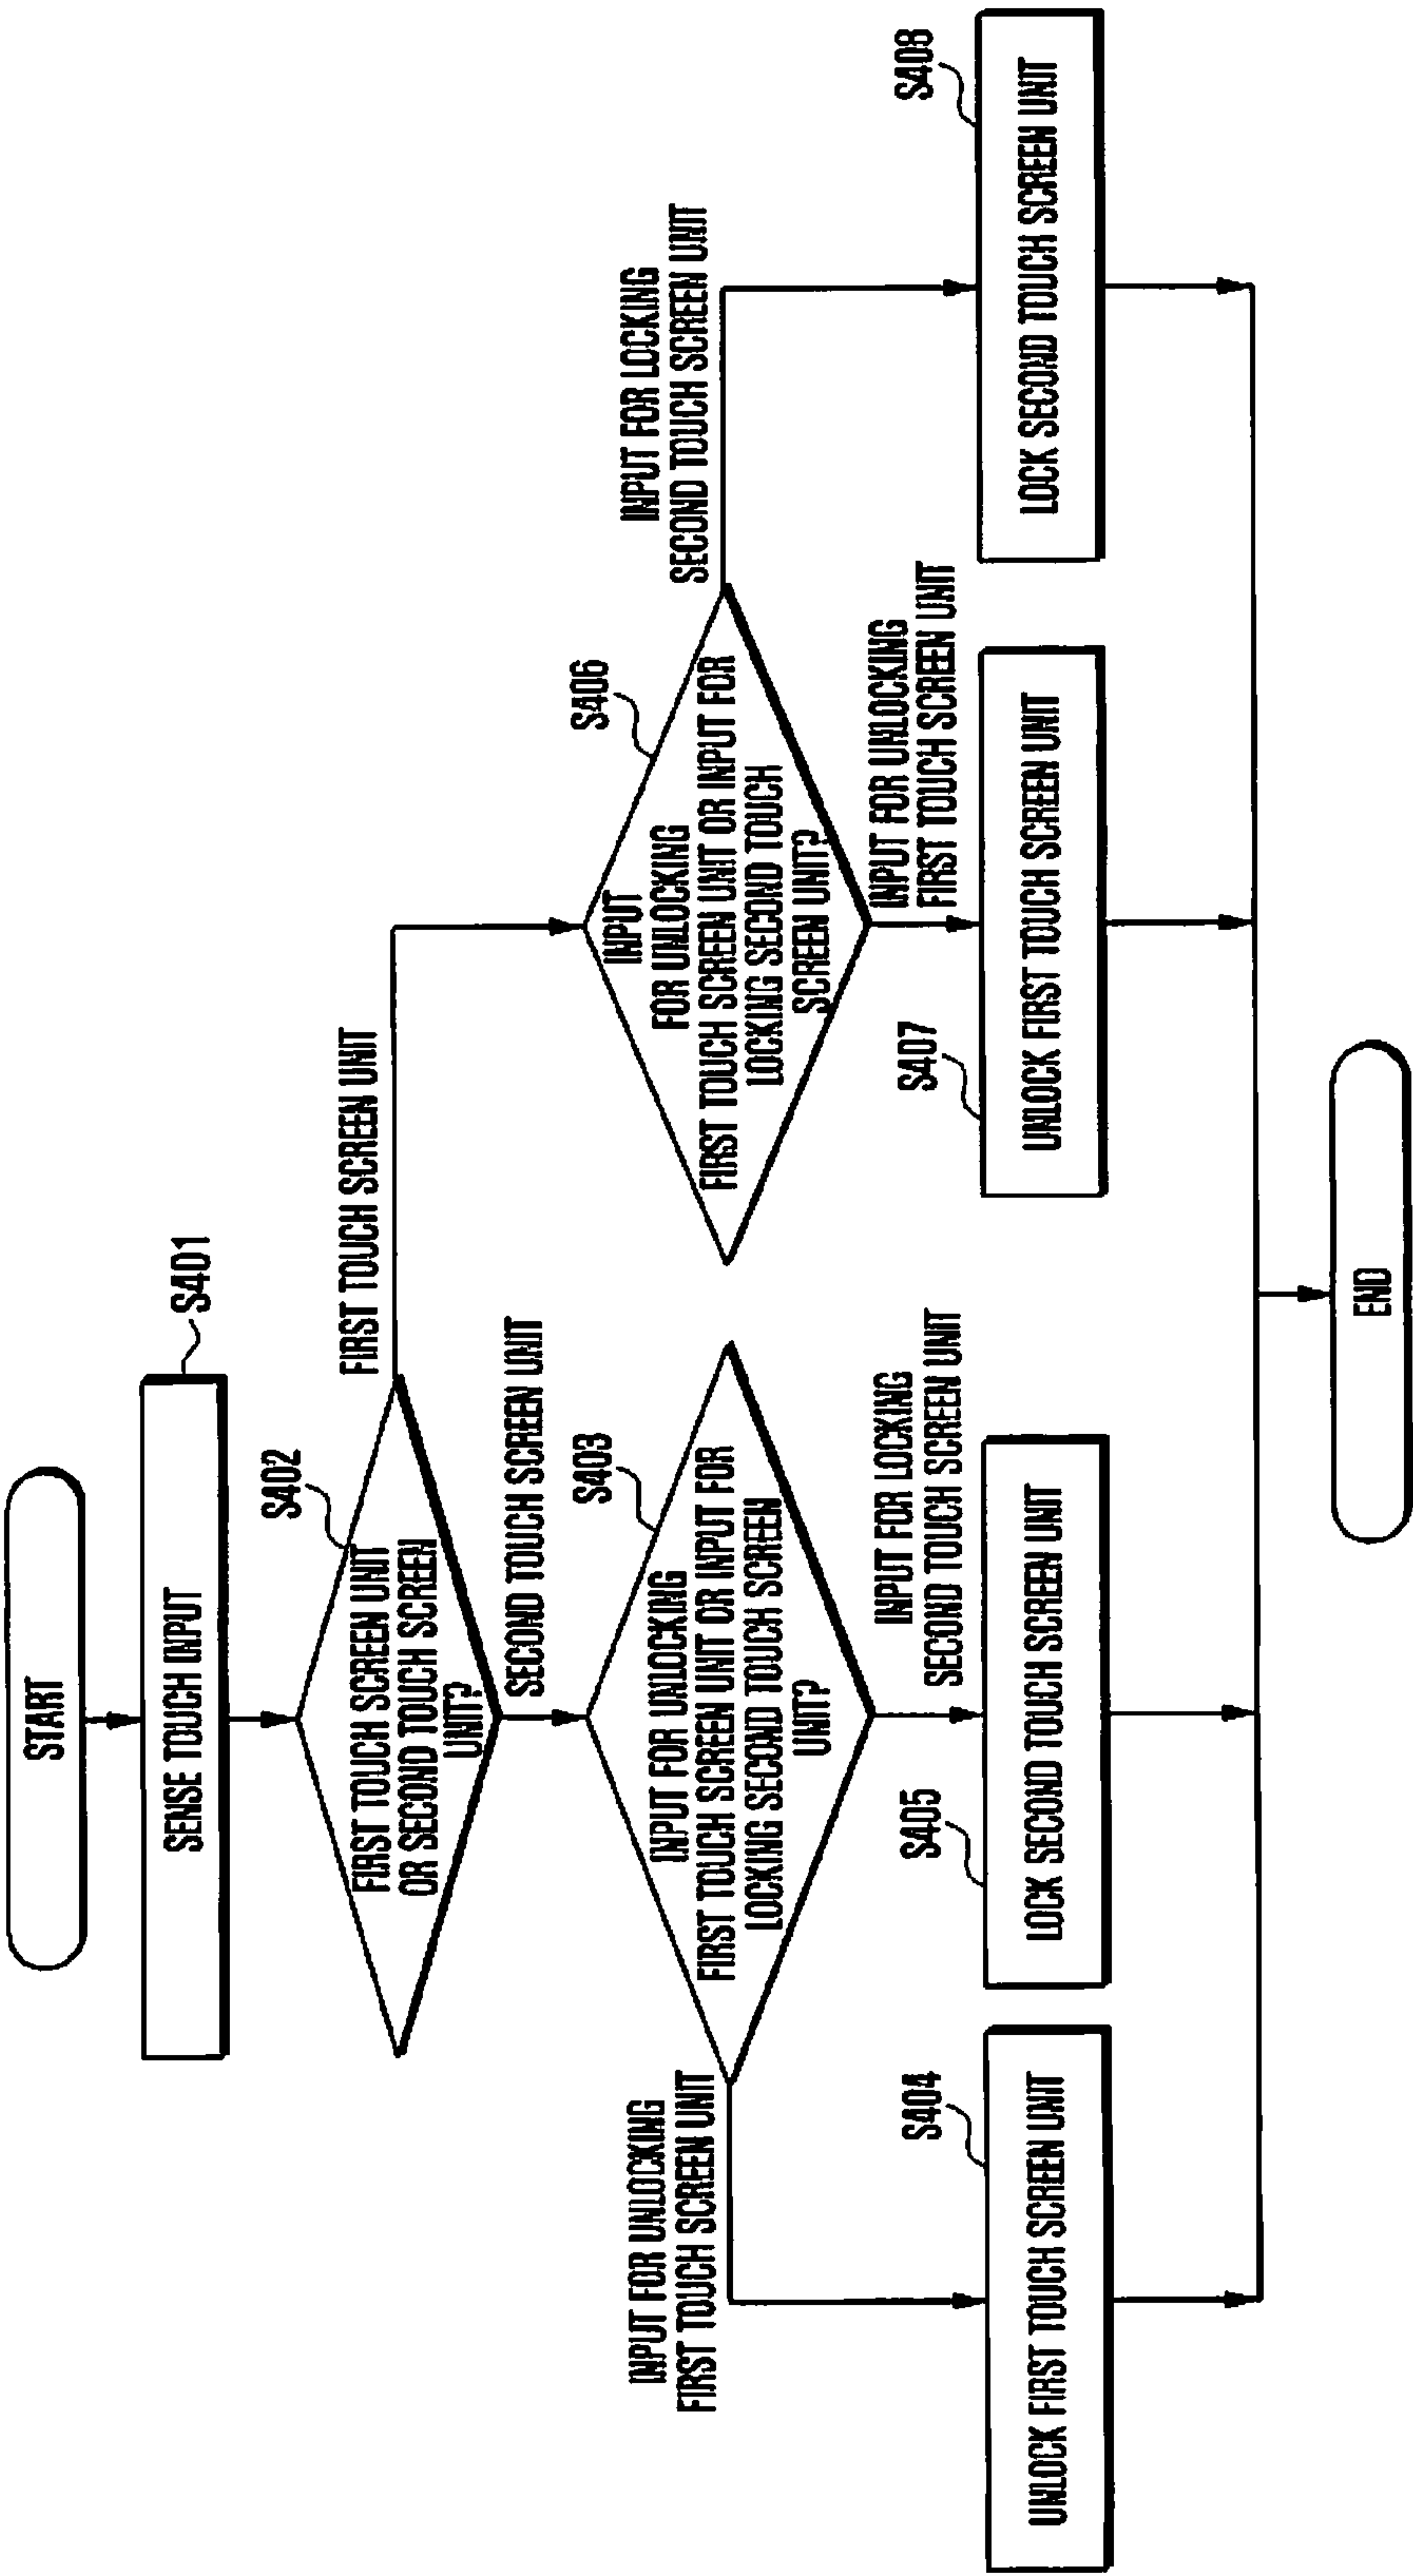 START
SENSE TOUCH INPUT
S401
S402
FIRST TOUCH SCREEN UNIT
OR SECOND TOUCH SCREEN
UNIT?
FIRST TOUCH SCREEN UNIT
SECOND TOUCH SCREEN UNIT
S403
INPUT FOR UNLOCKING
FIRST TOUCH SCREEN UNIT OR INPUT FOR
LOCKING SECOND TOUCH SCREEN
UNIT?
S406
INPUT
FOR UNLOCKING
FIRST TOUCH SCREEN UNIT OR INPUT FOR
LOCKING SECOND TOUCH
SCREEN UNIT?
INPUT FOR UNLOCKING
FIRST TOUCH SCREEN UNIT
INPUT FOR LOCKING
SECOND TOUCH SCREEN UNIT
INPUT FOR UNLOCKING
FIRST TOUCH SCREEN UNIT
INPUT FOR LOCKING
SECOND TOUCH SCREEN UNIT
S404
UNLOCK FIRST TOUCH SCREEN UNIT
S405
LOCK SECOND TOUCH SCREEN UNIT
S407
UNLOCK FIRST TOUCH SCREEN UNIT
S408
LOCK SECOND TOUCH SCREEN UNIT
END